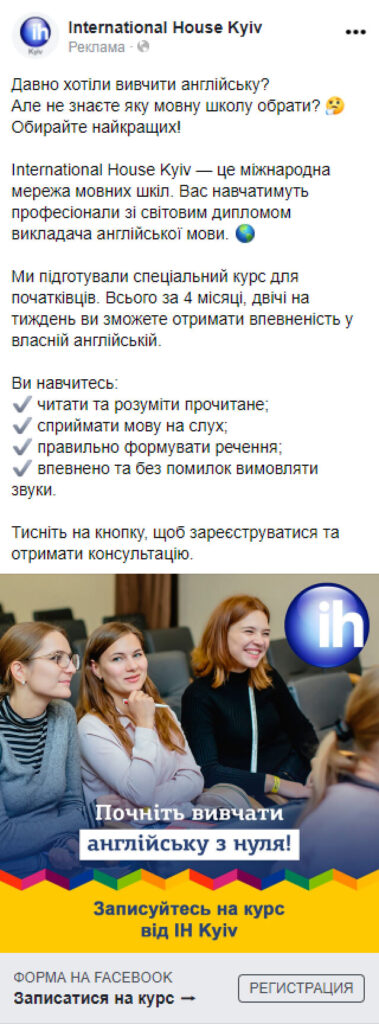 International House Kyiv
Реклама ·
ih
Kyiv
Давно хотіли вивчити англійську?
Але не знаєте яку мовну школу обрати? 🤔
Обирайте найкращих!
International House Kyiv — це міжнародна
мережа мовних шкіл. Вас навчатимуть
професіонали зі світовим дипломом
викладача англійської мови. 🌎
Ми підготували спеціальний курс для
початківців. Всього за 4 місяці, двічі на
тиждень ви зможете отримати впевненість у
власній англійській.
Ви навчитесь:
✔ читати та розуміти прочитане;
✔ сприймати мову на слух;
✔ правильно формувати речення;
✔ впевнено та без помилок вимовляти
звуки.
Тисніть на кнопку, щоб зареєструватися та
отримати консультацію.
ih
Почніть вивчати
англійську з нуля!
Записуйтесь на курс
від IH Kyiv
ФОРМА НА FACEBOOK
Записатися на курс →
РЕГИСТРАЦИЯ